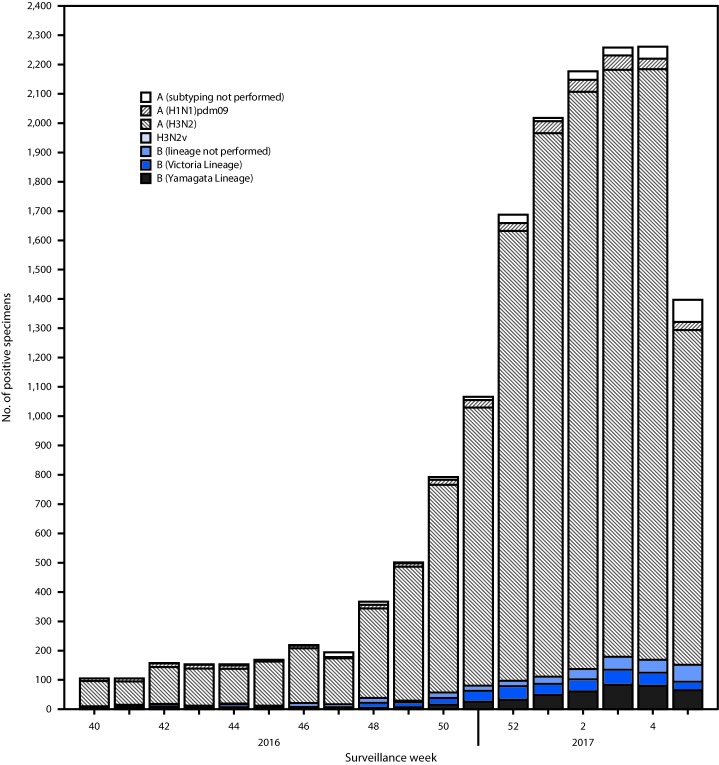 2,400
2,300
2,200
2,100
2,000
1,900
1,800
1,700
1,600
1,500
1,400
1,300
1,200
1,100
1,000
900
800
700
600
500
400
300
200
100
0
No. of positive specimens
A (subtyping not performed)
A (H1N1)pdm09
A (H3N2)
H3N2v
B (lineage not performed)
B (Victoria Lineage)
B (Yamagata Lineage)
40 42 44 46 48 50 52 2 4
2016 2017
Surveillance week